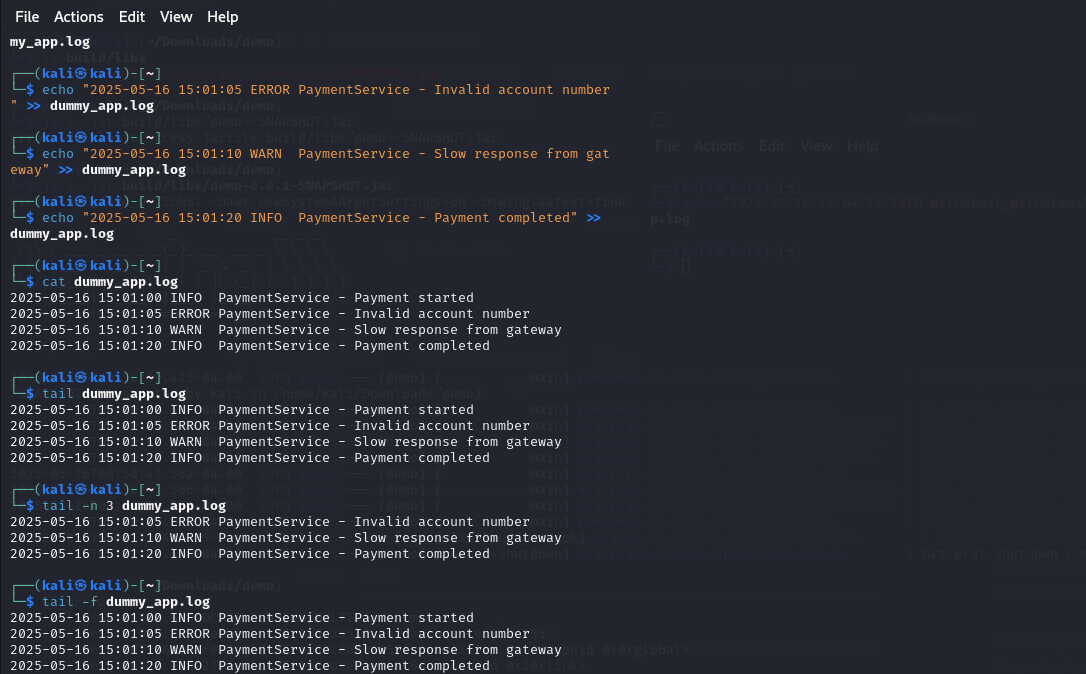 File Actions Edit View Help
my_app.log
┌──(kali㉿kali)-[~]
└─$ echo "2025-05-16 15:01:05 ERROR PaymentService - Invalid account number
" >> dummy_app.log
┌──(kali㉿kali)-[~]
└─$ echo "2025-05-16 15:01:10 WARN  PaymentService - Slow response from gat
eway" >> dummy_app.log
┌──(kali㉿kali)-[~]
└─$ echo "2025-05-16 15:01:20 INFO  PaymentService - Payment completed" >>
dummy_app.log
┌──(kali㉿kali)-[~]
└─$ cat dummy_app.log
2025-05-16 15:01:00 INFO  PaymentService - Payment started
2025-05-16 15:01:05 ERROR PaymentService - Invalid account number
2025-05-16 15:01:10 WARN  PaymentService - Slow response from gateway
2025-05-16 15:01:20 INFO  PaymentService - Payment completed
┌──(kali㉿kali)-[~]
└─$ tail dummy_app.log
2025-05-16 15:01:00 INFO  PaymentService - Payment started
2025-05-16 15:01:05 ERROR PaymentService - Invalid account number
2025-05-16 15:01:10 WARN  PaymentService - Slow response from gateway
2025-05-16 15:01:20 INFO  PaymentService - Payment completed
┌──(kali㉿kali)-[~]
└─$ tail -n 3 dummy_app.log
2025-05-16 15:01:05 ERROR PaymentService - Invalid account number
2025-05-16 15:01:10 WARN  PaymentService - Slow response from gateway
2025-05-16 15:01:20 INFO  PaymentService - Payment completed
┌──(kali㉿kali)-[~]
└─$ tail -f dummy_app.log
2025-05-16 15:01:00 INFO  PaymentService - Payment started
2025-05-16 15:01:05 ERROR PaymentService - Invalid account number
2025-05-16 15:01:10 WARN  PaymentService - Slow response from gateway
2025-05-16 15:01:20 INFO  PaymentService - Payment completed
File Actions Edit View Help